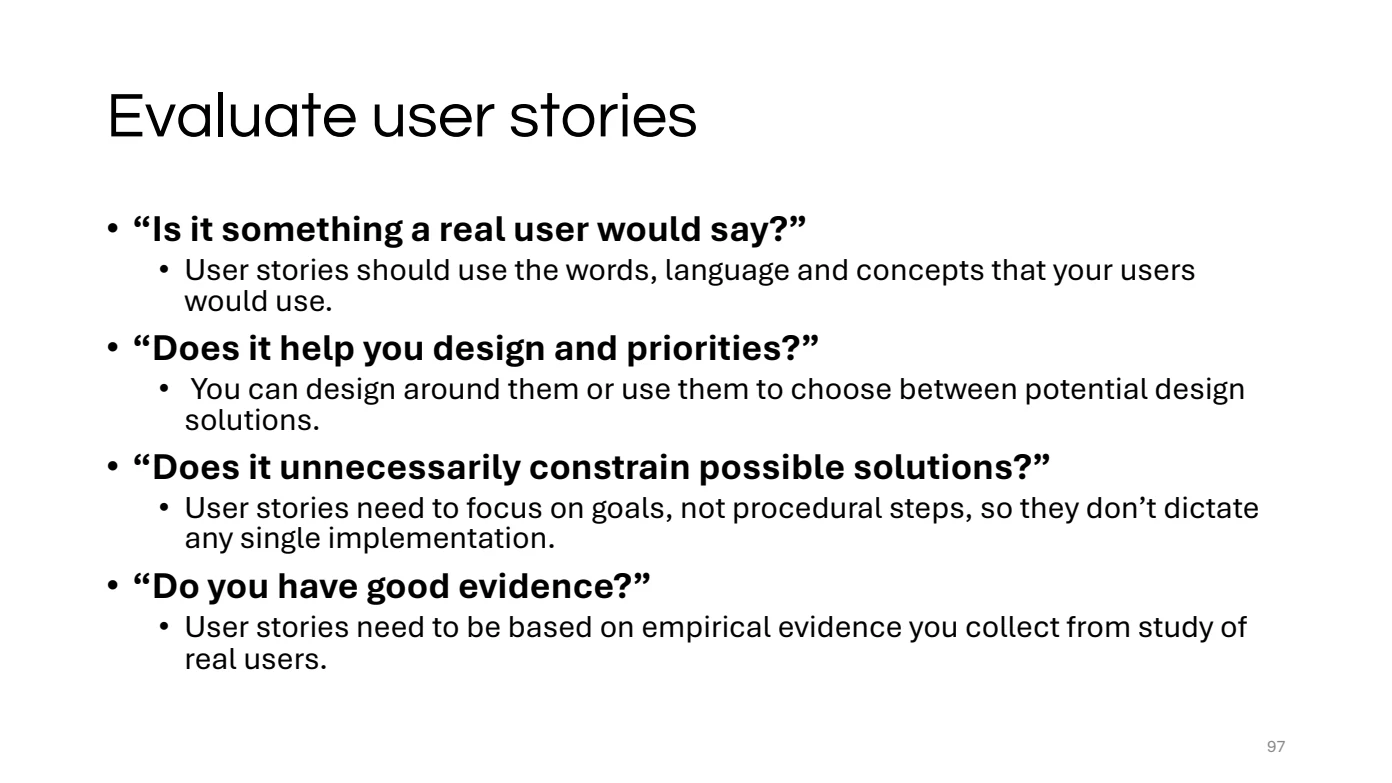 Evaluate user stories
• “Is it something a real user would say?”
• User stories should use the words, language and concepts that your users
would use.
• “Does it help you design and priorities?”
• You can design around them or use them to choose between potential design
solutions.
• “Does it unnecessarily constrain possible solutions?”
• User stories need to focus on goals, not procedural steps, so they don’t dictate
any single implementation.
• “Do you have good evidence?”
• User stories need to be based on empirical evidence you collect from study of
real users.
97